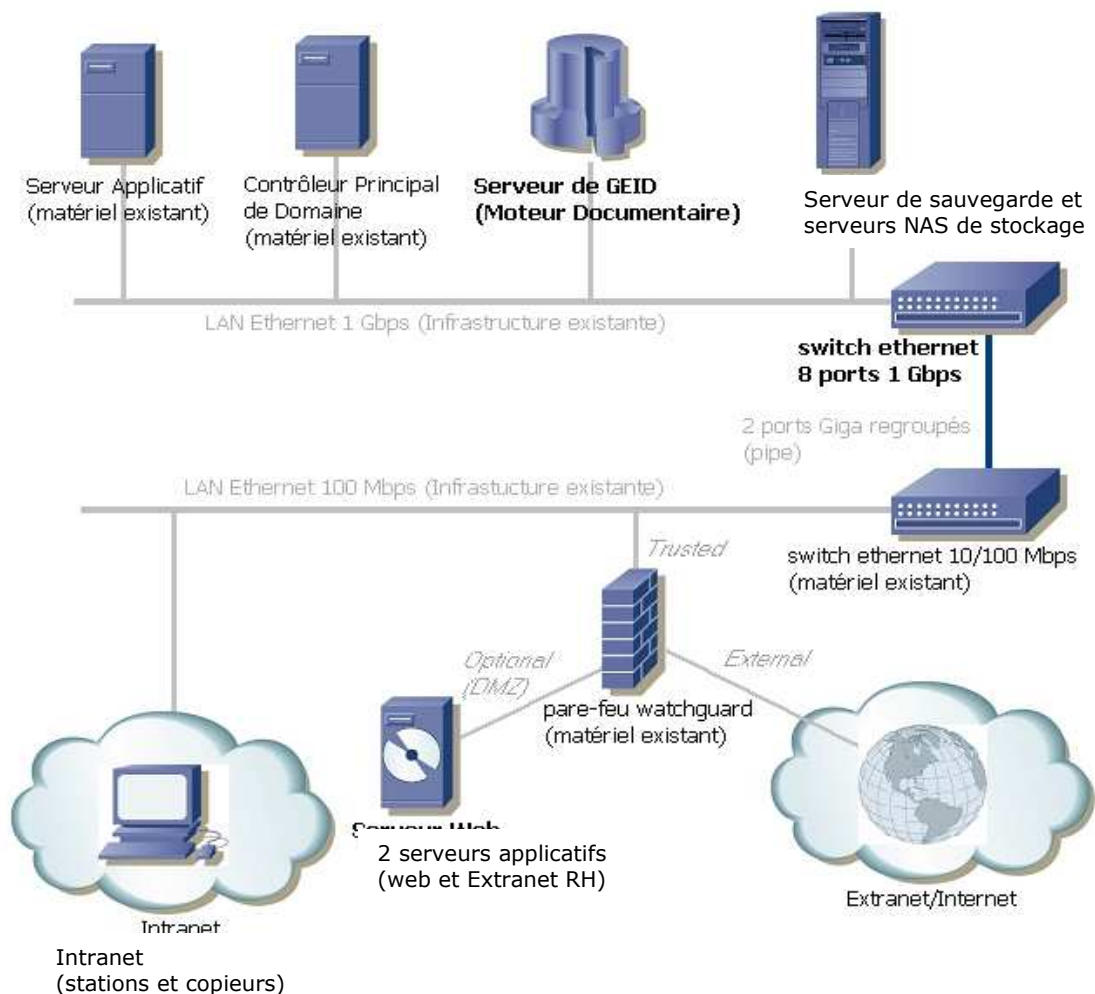 Serveur Applicatif
(matériel existant)
Contrôleur Principal
de Domaine
(matériel existant)
Serveur de GEID
(Moteur Documentaire)
Serveur de sauvegarde et
serveurs NAS de stockage
LAN Ethernet 1 Gbps (Infrastructure existante)
switch ethernet
8 ports 1 Gbps
2 ports Giga regroupés
(pipe)
LAN Ethernet 100 Mbps (Infrastucture existante)
switch ethernet 10/100 Mbps
(matériel existant)
Trusted
Optional
(DMZ)
External
pare-feu watchguard
(matériel existant)
Serveur Web
2 serveurs applicatifs
(web et Extranet RH)
Extranet/Internet
Intranet
Intranet
(stations et copieurs)